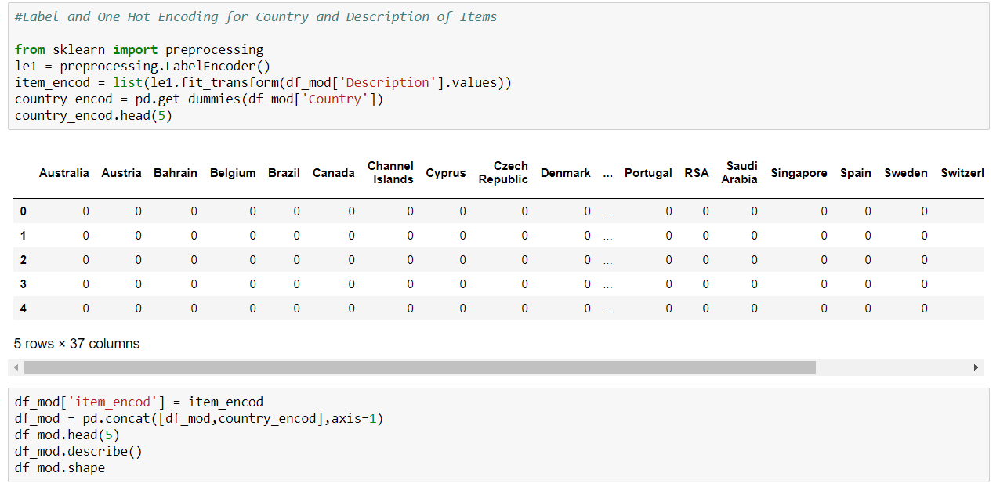 #Label and One Hot Encoding for Country and Description of Items
from sklearn import preprocessing
le1 = preprocessing.LabelEncoder()
item_encod = list(le1.fit_transform(df_mod['Description'].values))
country_encod = pd.get_dummies(df_mod['Country'])
country_encod.head(5)
Australia Austria Bahrain Belgium Brazil Canada Channel Islands Cyprus Czech Republic Denmark ... Portugal RSA Saudi Arabia Singapore Spain Sweden Switzerl
0 0 0 0 0 0 0 0 0 0 0 ... 0 0 0 0 0 0
1 0 0 0 0 0 0 0 0 0 0 ... 0 0 0 0 0 0
2 0 0 0 0 0 0 0 0 0 0 ... 0 0 0 0 0 0
3 0 0 0 0 0 0 0 0 0 0 ... 0 0 0 0 0 0
4 0 0 0 0 0 0 0 0 0 0 ... 0 0 0 0 0 0
5 rows × 37 columns
df_mod['item_encod'] = item_encod
df_mod = pd.concat([df_mod,country_encod],axis=1)
df_mod.head(5)
df_mod.describe()
df_mod.shape